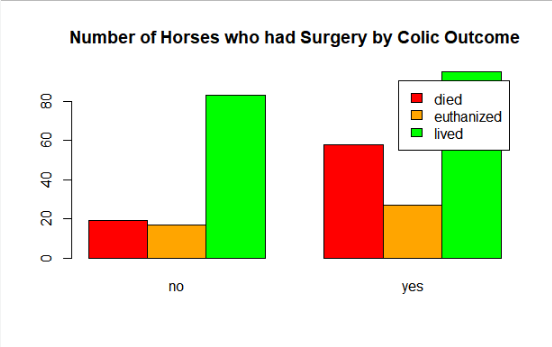 Number of Horses who had Surgery by Colic Outcome
died
euthanized
lived
80
60
40
20
0
no
yes